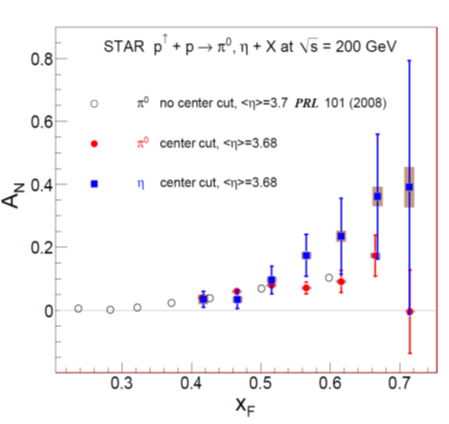 STAR p↑ + p → π⁰, η + X at √s = 200 GeV
π⁰ no center cut, <η>=3.7 PRL 101 (2008)
π⁰ center cut, <η>=3.68
η center cut, <η>=3.68
A_N
0.8
0.6
0.4
0.2
0
0.3 0.4 0.5 0.6 0.7
x_F